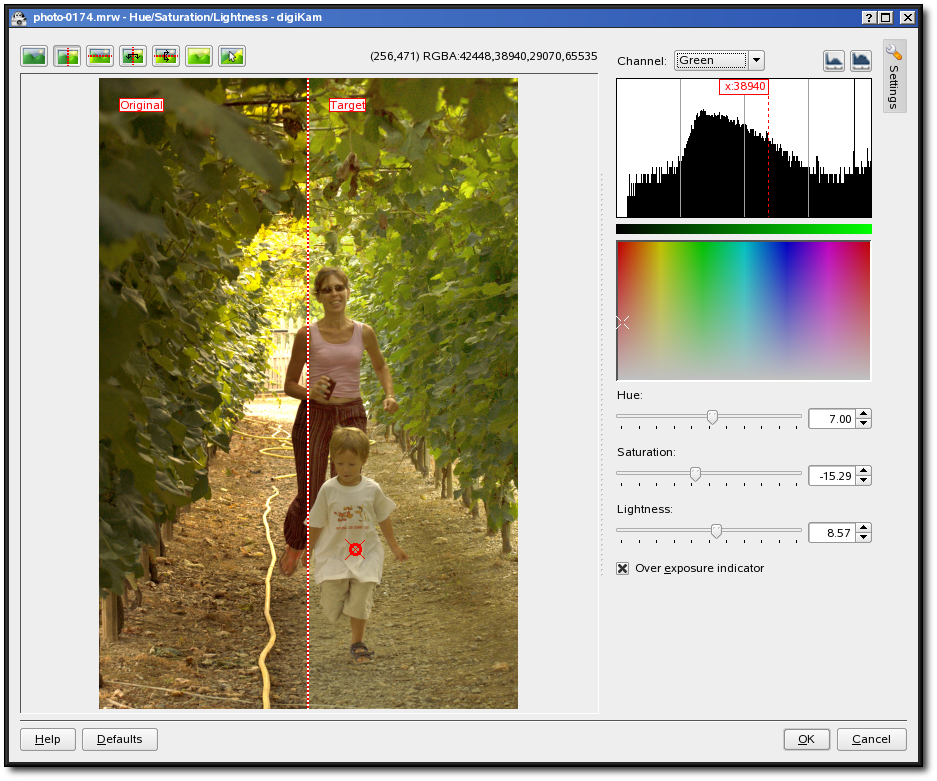 photo-0174.mrw - Hue/Saturation/Lightness - digiKam
(256,471) RGBA:42448,38940,29070,65535
Channel: Green
Settings
x:38940
Original
Target
Hue:
7.00
Saturation:
-15.29
Lightness:
8.57
Over exposure indicator
Help
Defaults
OK
Cancel